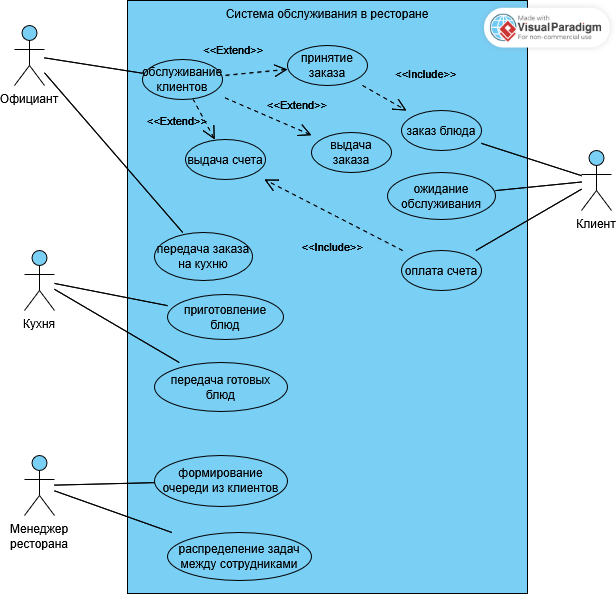 Система обслуживания в ресторане
Made with
VisualParadigm
For non-commercial use
Официант
обслуживание
клиентов
<<Extend>>
принятие
заказа
<<Include>>
<<Extend>>
<<Extend>>
заказ блюда
выдача счета
выдача
заказа
ожидание
обслуживания
Клиент
передача заказа
на кухню
<<Include>>
оплата счета
Кухня
приготовление
блюд
передача готовых
блюд
Менеджер
ресторана
формирование
очереди из клиентов
распределение задач
между сотрудниками